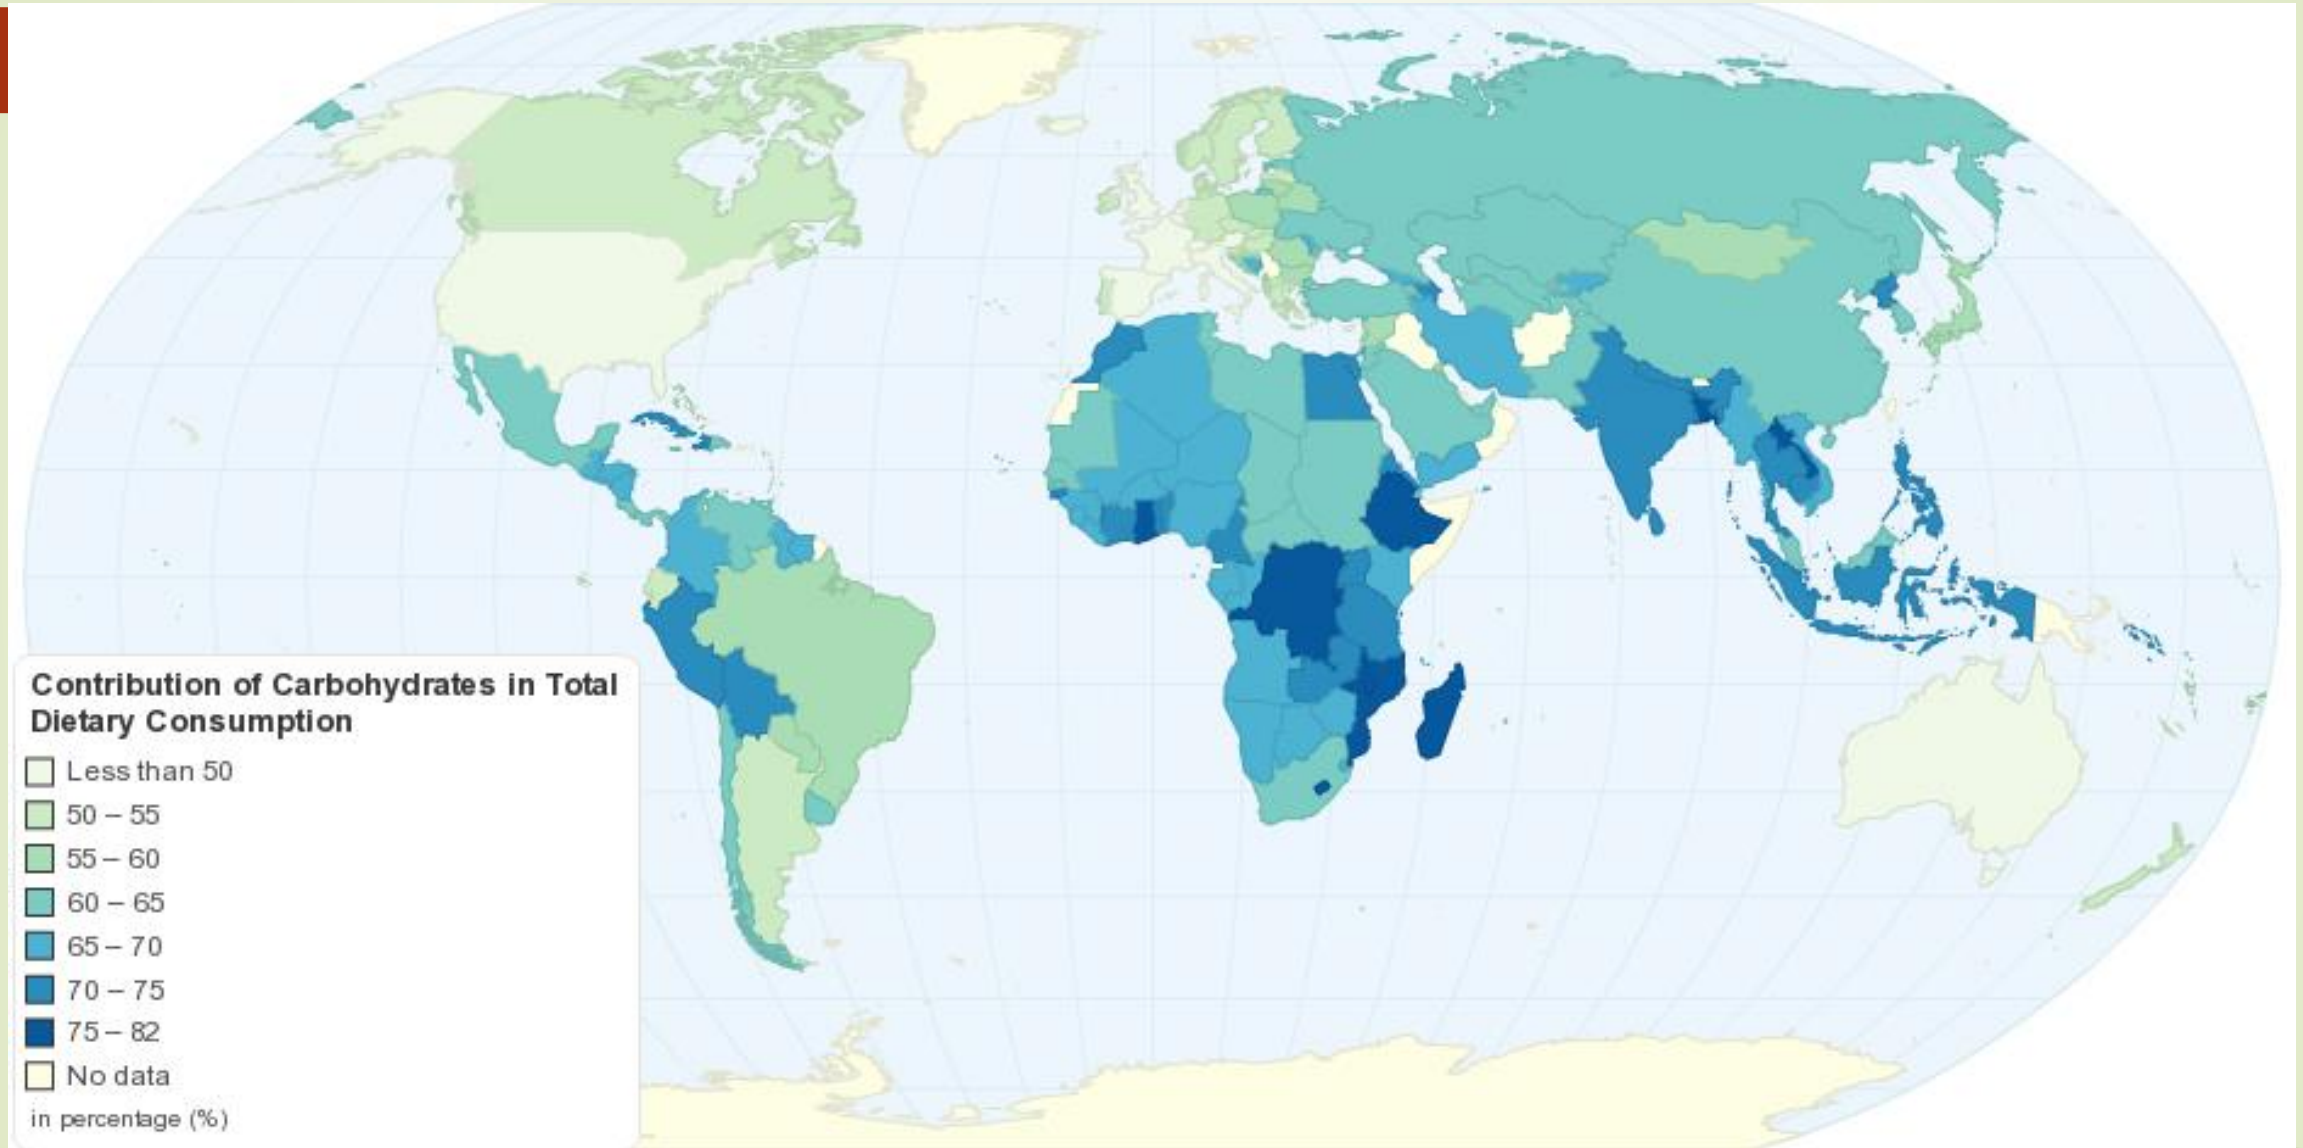 Contribution of Carbohydrates in Total
Dietary Consumption
Less than 50
50 – 55
55 – 60
60 – 65
65 – 70
70 – 75
75 – 82
No data
in percentage (%)